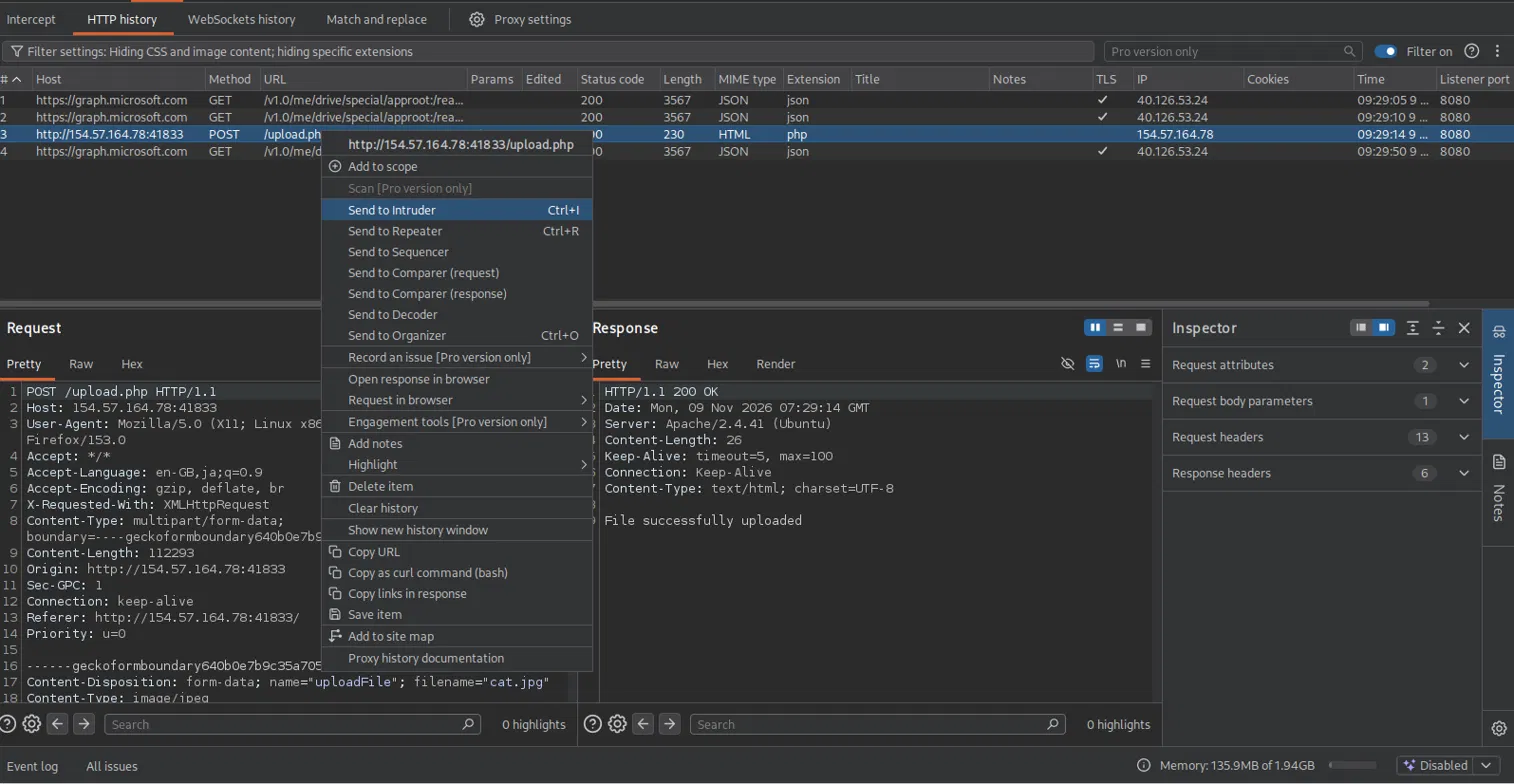 Intercept HTTP history WebSockets history Match and replace Proxy settings
Filter settings: Hiding CSS and image content; hiding specific extensions Pro version only Filter on
# Host Method URL Params Edited Status code Length MIME type Extension Title Notes TLS IP Cookies Time Listener port
1 https://graph.microsoft.com GET /v1.0/me/drive/special/approot:/rea... 200 3567 JSON json ✓ 40.126.53.24 09:29:05 9 ... 8080
2 https://graph.microsoft.com GET /v1.0/me/drive/special/approot:/rea... 200 3567 JSON json ✓ 40.126.53.24 09:29:10 9 ... 8080
3 http://154.57.164.78:41833 POST /upload.ph 00 230 HTML php 154.57.164.78 09:29:14 9 ... 8080
4 https://graph.microsoft.com GET /v1.0/me/d 00 3567 JSON json ✓ 40.126.53.24 09:29:50 9 ... 8080
http://154.57.164.78:41833/upload.php
Add to scope
Scan [Pro version only]
Send to Intruder Ctrl+I
Send to Repeater Ctrl+R
Send to Sequencer
Send to Comparer (request)
Send to Comparer (response)
Send to Decoder
Send to Organizer Ctrl+O
Record an issue [Pro version only]
Open response in browser
Request in browser
Engagement tools [Pro version only]
Add notes
Highlight
Delete item
Clear history
Show new history window
Copy URL
Copy as curl command (bash)
Copy links in response
Save item
Add to site map
Proxy history documentation
Request
Pretty Raw Hex
1 POST /upload.php HTTP/1.1
2 Host: 154.57.164.78:41833
3 User-Agent: Mozilla/5.0 (X11; Linux x86
Firefox/153.0
4 Accept: */*
5 Accept-Language: en-GB,ja;q=0.9
6 Accept-Encoding: gzip, deflate, br
7 X-Requested-With: XMLHttpRequest
8 Content-Type: multipart/form-data;
boundary=----geckoformboundary640b0e7b9
9 Content-Length: 112293
10 Origin: http://154.57.164.78:41833
11 Sec-GPC: 1
12 Connection: keep-alive
13 Referer: http://154.57.164.78:41833/
14 Priority: u=0
15
16 ------geckoformboundary640b0e7b9c35a705
17 Content-Disposition: form-data; name="uploadFile"; filename="cat.jpg"
18 Content-Type: image/jpeg
Search 0 highlights
Response
Pretty Raw Hex Render \n
HTTP/1.1 200 OK
Date: Mon, 09 Nov 2026 07:29:14 GMT
Server: Apache/2.4.41 (Ubuntu)
Content-Length: 26
Keep-Alive: timeout=5, max=100
Connection: Keep-Alive
Content-Type: text/html; charset=UTF-8
File successfully uploaded
Search 0 highlights
Inspector
Request attributes 2
Request body parameters 1
Request headers 13
Response headers 6
Inspector
Notes
Event log All issues Memory: 135.9MB of 1.94GB Disabled